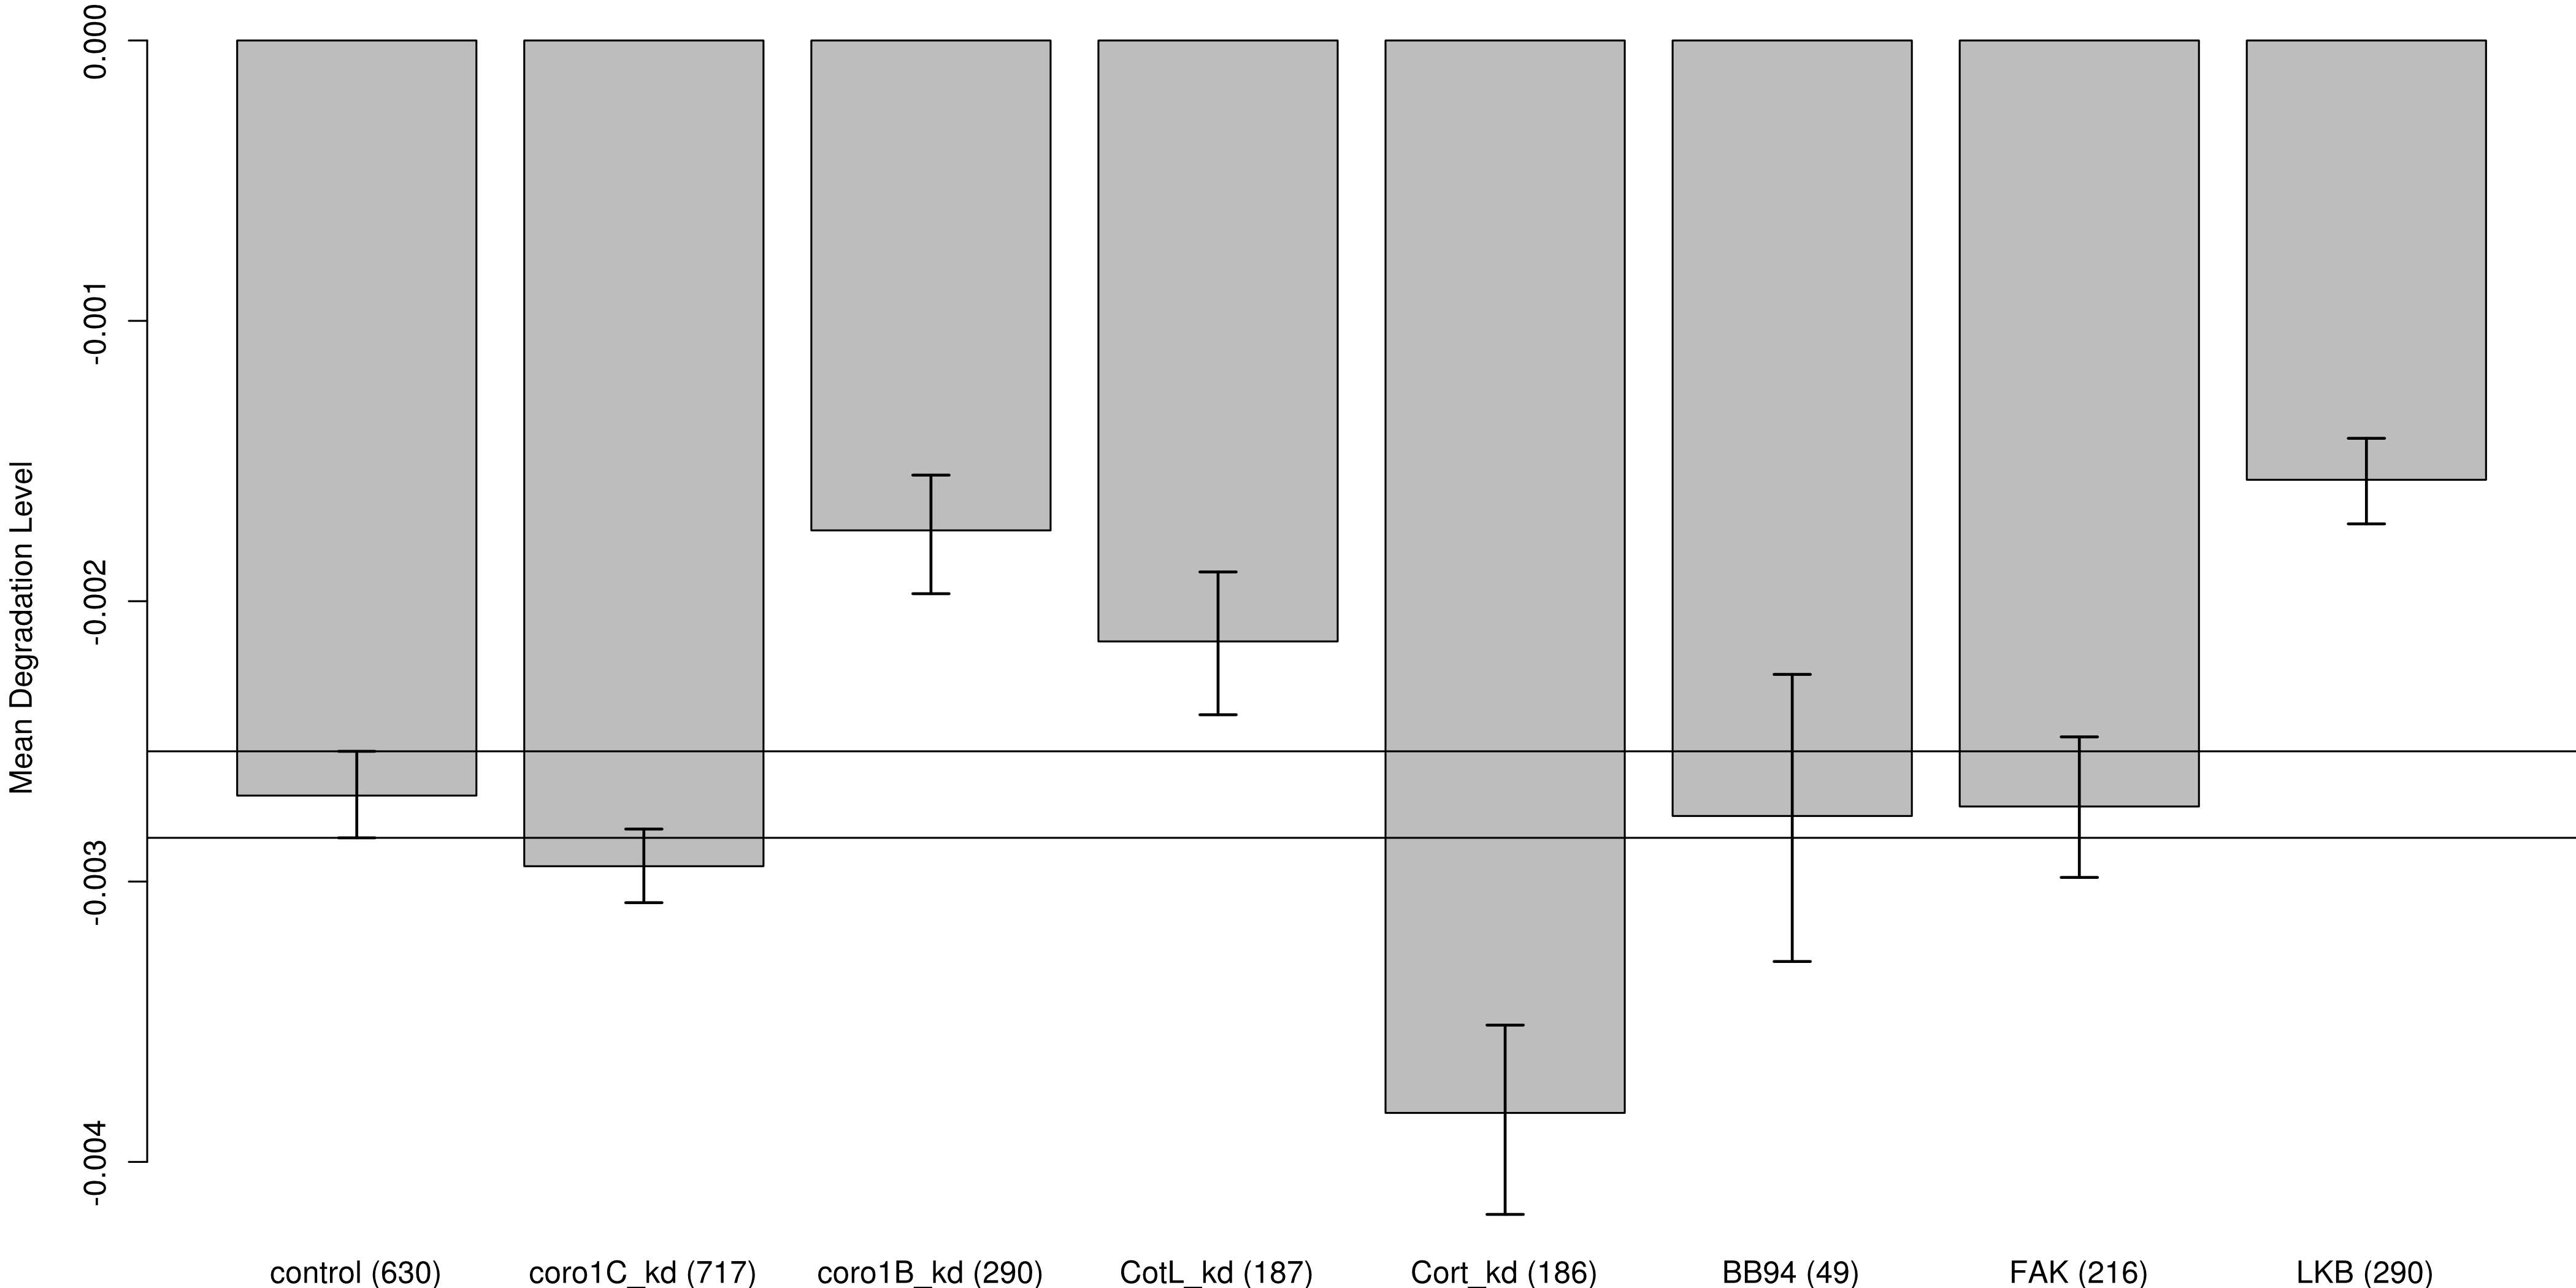 Mean Degradation Level
0.000
-0.001
-0.002
-0.003
-0.004
control (630)
coro1C_kd (717)
coro1B_kd (290)
CotL_kd (187)
Cort_kd (186)
BB94 (49)
FAK (216)
LKB (290)